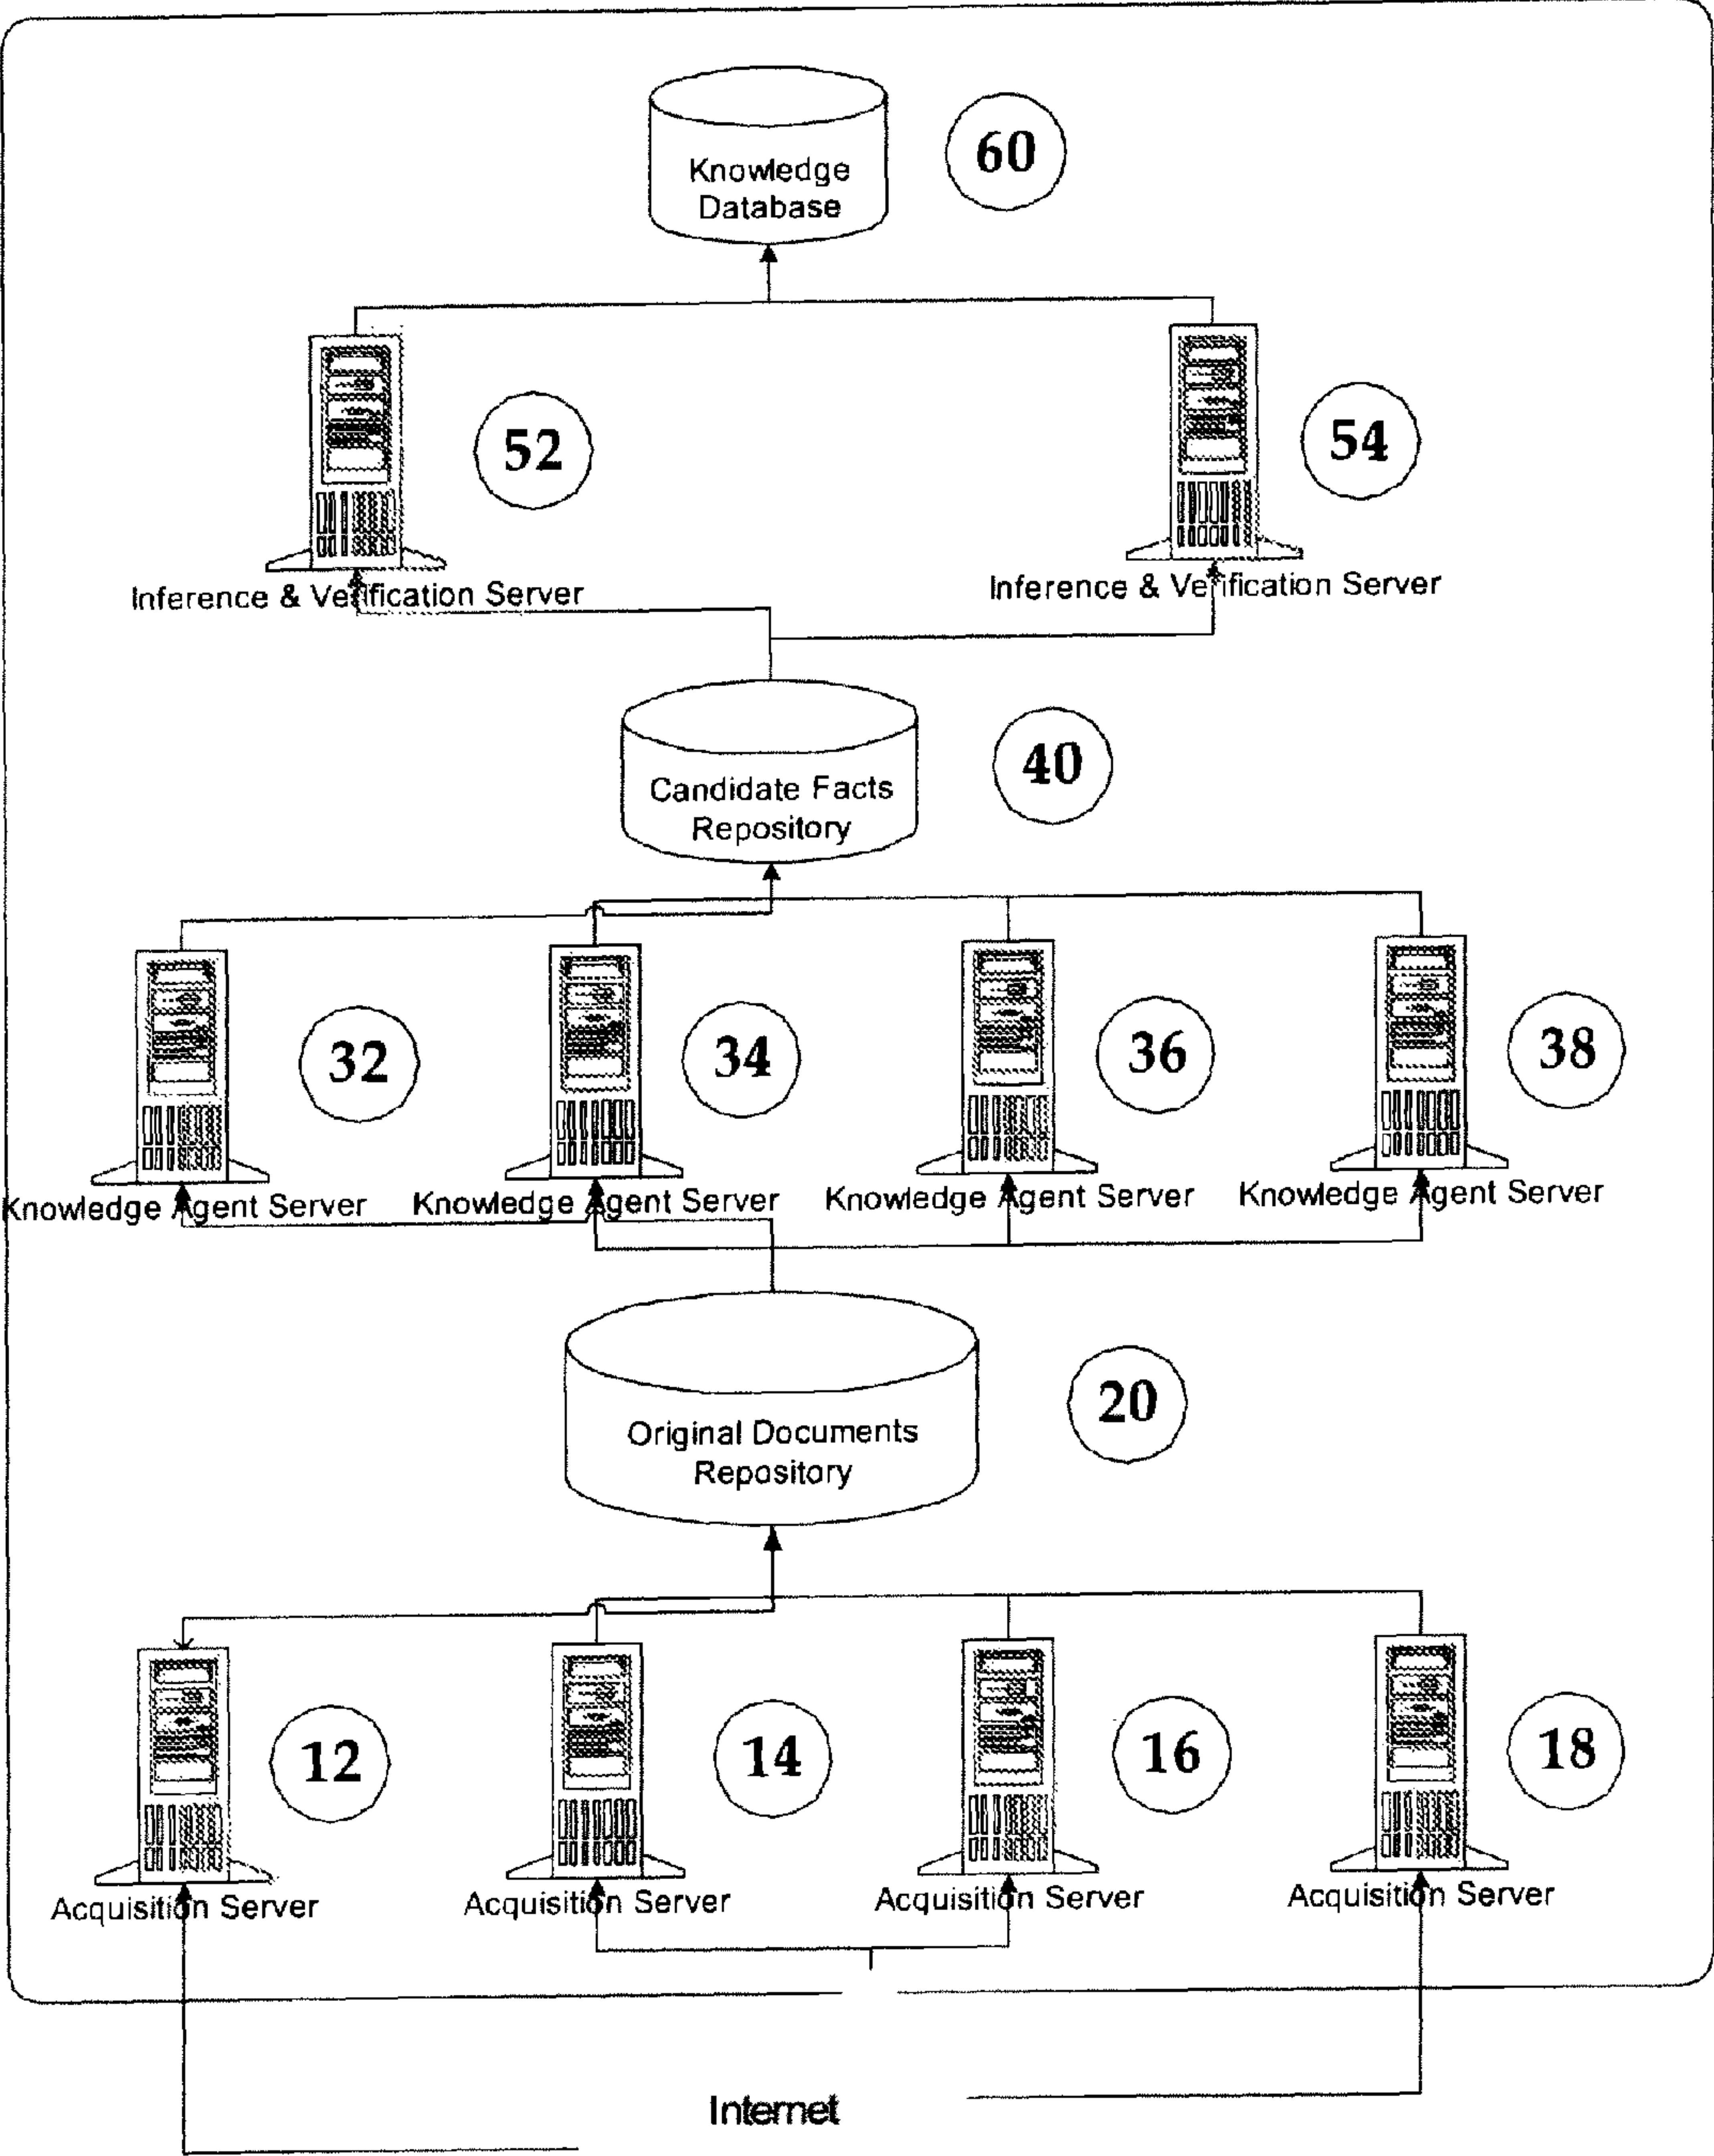 Knowledge
Database
60
52
54
Inference & Verification Server
Inference & Verification Server
Candidate Facts
Repository
40
32
34
36
38
Knowledge Agent Server
Knowledge Agent Server
Knowledge Agent Server
Knowledge Agent Server
Original Documents
Repository
20
12
14
16
18
Acquisition Server
Acquisition Server
Acquisition Server
Acquisition Server
Internet